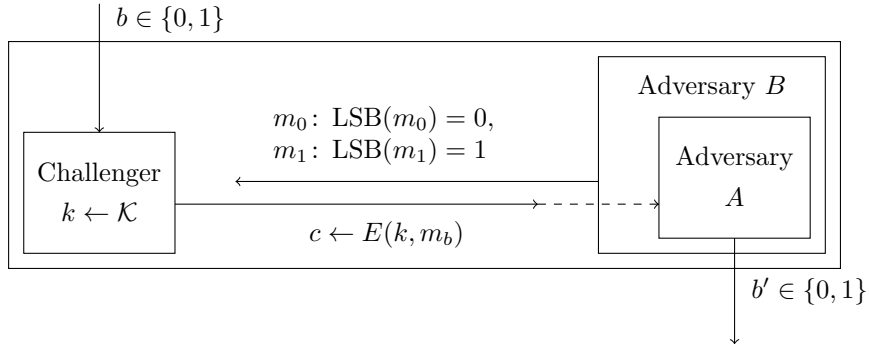 b ∈ {0, 1}
Adversary B
m₀: LSB(m₀) = 0,
m₁: LSB(m₁) = 1
Challenger
k ← 𝒦
Adversary
A
c ← E(k, m_b)
b′ ∈ {0, 1}